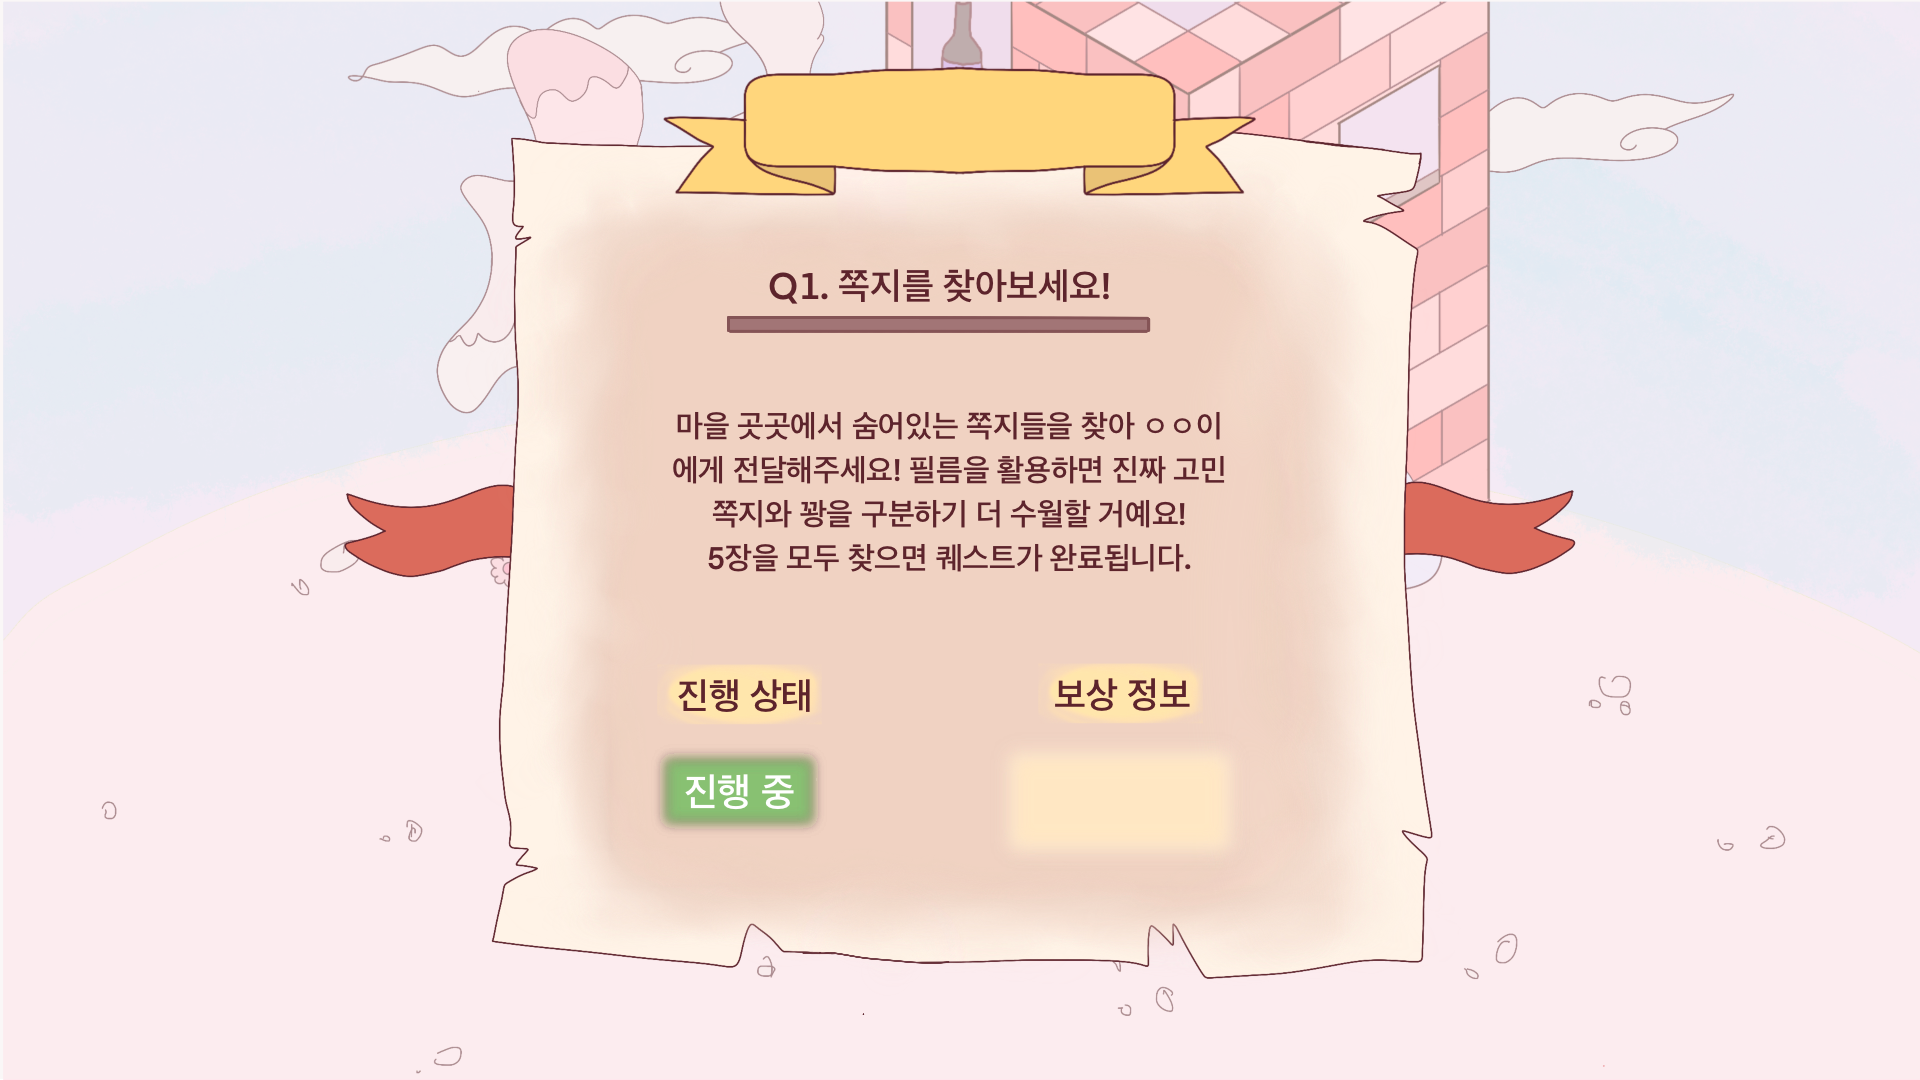 Q1. 쪽지를 찾아보세요!
마을 곳곳에서 숨어있는 쪽지들을 찾아 ㅇㅇ이
에게 전달해주세요! 필름을 활용하면 진짜 고민
쪽지와 꽝을 구분하기 더 수월할 거예요!
5장을 모두 찾으면 퀘스트가 완료됩니다.
진행 상태
보상 정보
진행 중